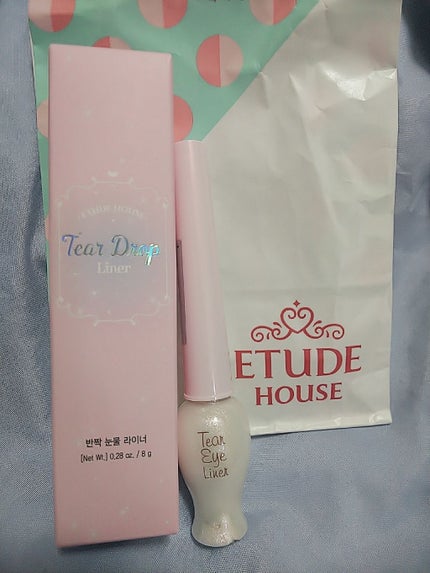 ETUDE HOUSE
Tear Drop
Liner
반짝 눈물 라이너
[Net Wt.] 0.28 oz. / 8 g
Tear
Eye
Liner
ETUDE
HOUSE